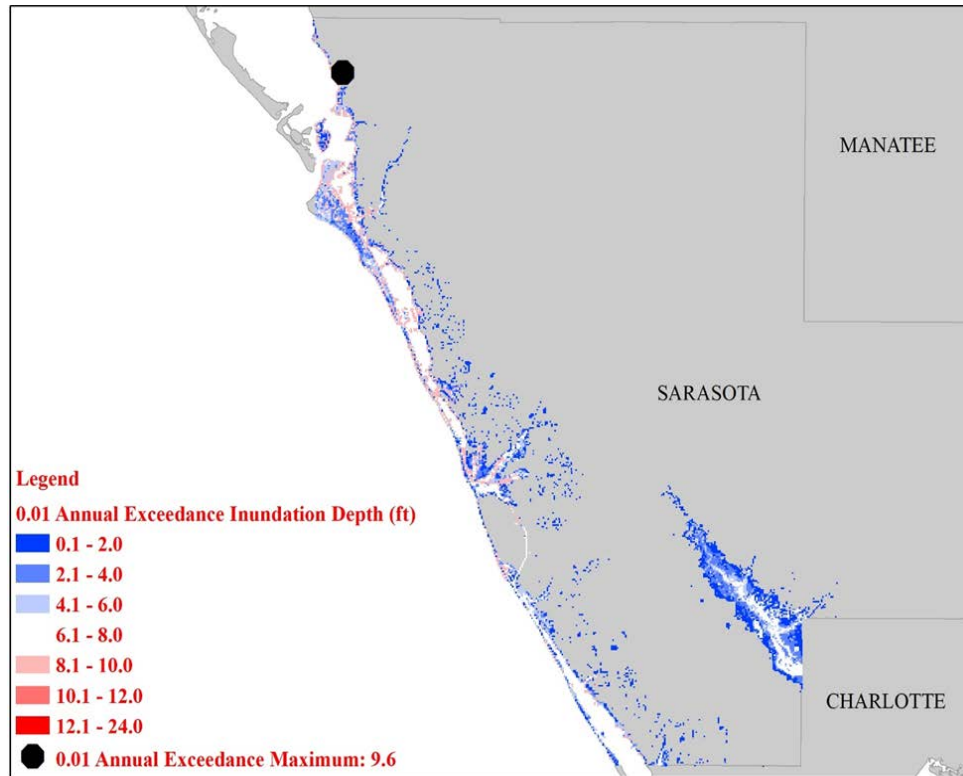 MANATEE
SARASOTA
CHARLOTTE
Legend
0.01 Annual Exceedance Inundation Depth (ft)
0.1 - 2.0
2.1 - 4.0
4.1 - 6.0
6.1 - 8.0
8.1 - 10.0
10.1 - 12.0
12.1 - 24.0
0.01 Annual Exceedance Maximum: 9.6